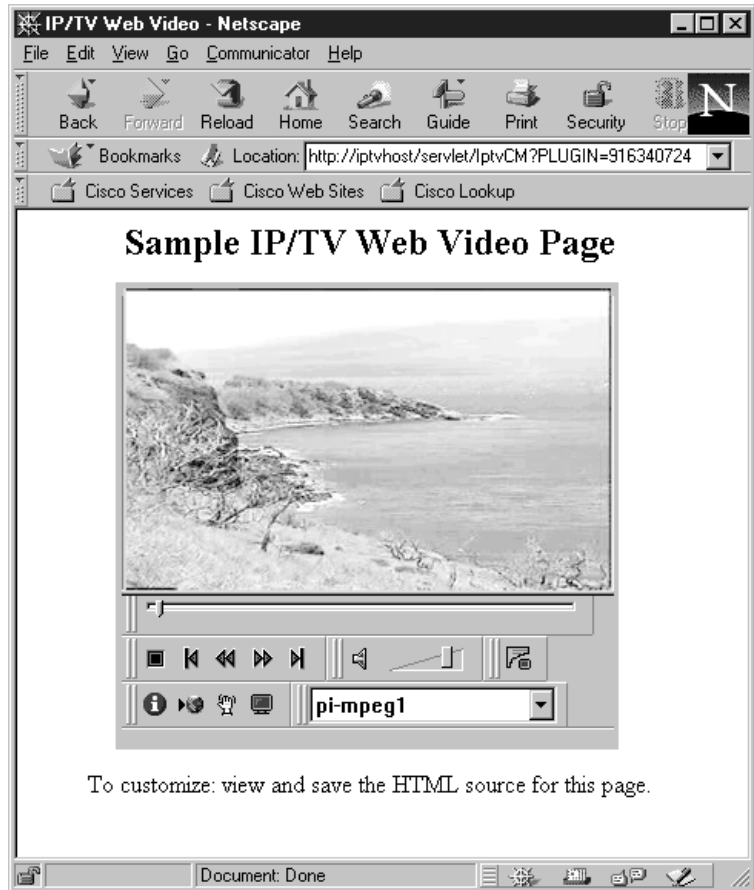 IP/TV Web Video - Netscape
File Edit View Go Communicator Help
Back Forward Reload Home Search Guide Print Security Stop N
Bookmarks Location: http://iptvhost/servlet/IptvCM?PLUGIN=916340724
Cisco Services Cisco Web Sites Cisco Lookup
Sample IP/TV Web Video Page
pi-mpeg1
To customize: view and save the HTML source for this page.
Document: Done